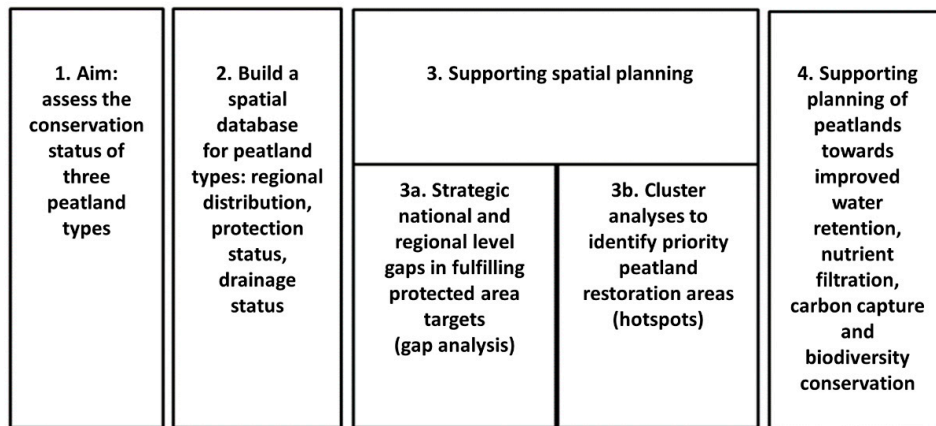 1. Aim:
assess the
conservation
status of
three
peatland
types
2. Build a
spatial
database
for peatland
types: regional
distribution,
protection
status,
drainage
status
3. Supporting spatial planning
3a. Strategic
national and
regional level
gaps in fulfilling
protected area
targets
(gap analysis)
3b. Cluster
analyses to
identify priority
peatland
restoration areas
(hotspots)
4. Supporting
planning of
peatlands
towards
improved
water
retention,
nutrient
filtration,
carbon capture
and
biodiversity
conservation